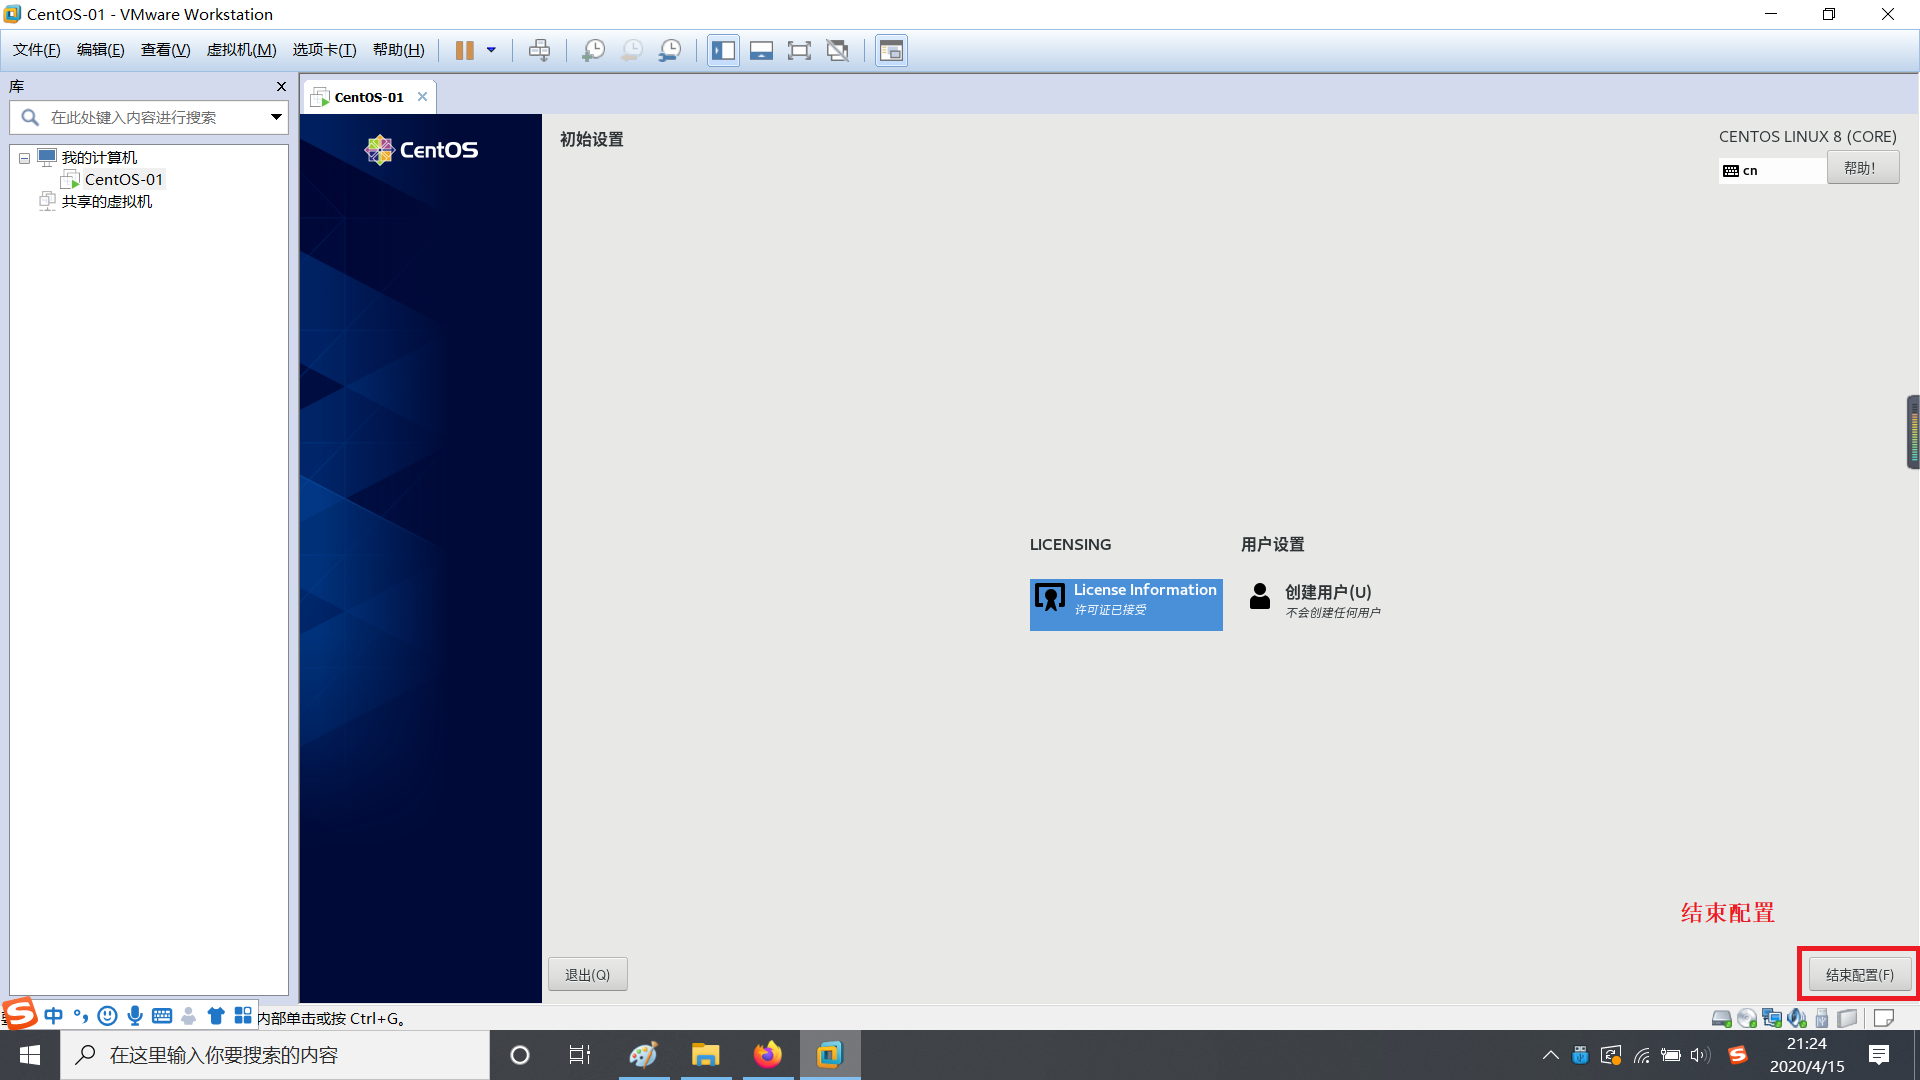 CentOS-01 - VMware Workstation
文件(F) 编辑(E) 查看(V) 虚拟机(M) 选项卡(T) 帮助(H)
库
在此处键入内容进行搜索
我的计算机
CentOS-01
共享的虚拟机
CentOS-01
CentOS
初始设置
CENTOS LINUX 8 (CORE)
cn
帮助!
LICENSING
用户设置
License Information
许可证已接受
创建用户(U)
不会创建任何用户
结束配置
退出(Q)
结束配置(F)
中
内部单击或按 Ctrl+G。
在这里输入你要搜索的内容
21:24
2020/4/15